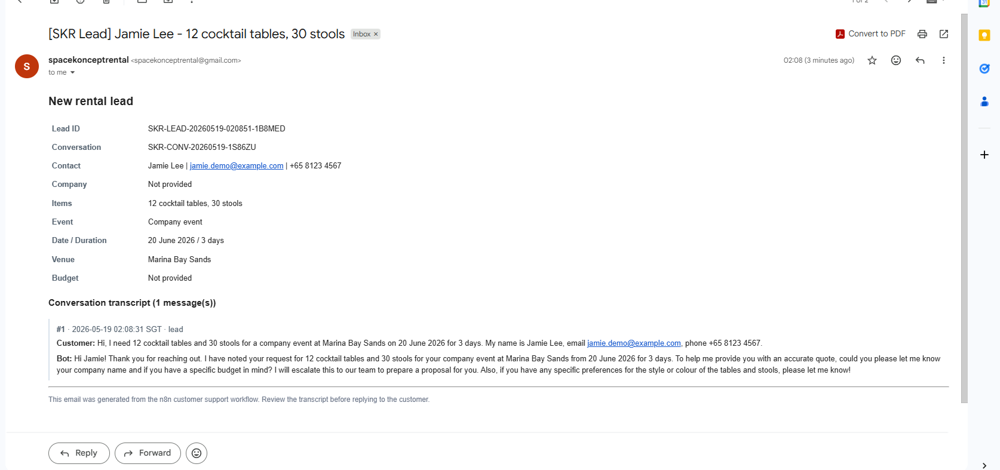 1 of 2
[SKR Lead] Jamie Lee - 12 cocktail tables, 30 stools Inbox ×
Convert to PDF
31
S
spacekonceptrental <spacekonceptrental@gmail.com>
02:08 (3 minutes ago)
to me
New rental lead
Lead ID SKR-LEAD-20260519-020851-1B8MED
Conversation SKR-CONV-20260519-1S86ZU
Contact Jamie Lee | jamie.demo@example.com | +65 8123 4567
Company Not provided
Items 12 cocktail tables, 30 stools
Event Company event
Date / Duration 20 June 2026 / 3 days
Venue Marina Bay Sands
Budget Not provided
Conversation transcript (1 message(s))
#1 · 2026-05-19 02:08:31 SGT · lead
Customer: Hi, I need 12 cocktail tables and 30 stools for a company event at Marina Bay Sands on 20 June 2026 for 3 days. My name is Jamie Lee, email jamie.demo@example.com, phone +65 8123 4567.
Bot: Hi Jamie! Thank you for reaching out. I have noted your request for 12 cocktail tables and 30 stools for your company event at Marina Bay Sands from 20 June 2026 for 3 days. To help me provide you with an accurate quote, could you please let me know
your company name and if you have a specific budget in mind? I will escalate this to our team to prepare a proposal for you. Also, if you have any specific preferences for the style or colour of the tables and stools, please let me know!
This email was generated from the n8n customer support workflow. Review the transcript before replying to the customer.
Reply
Forward